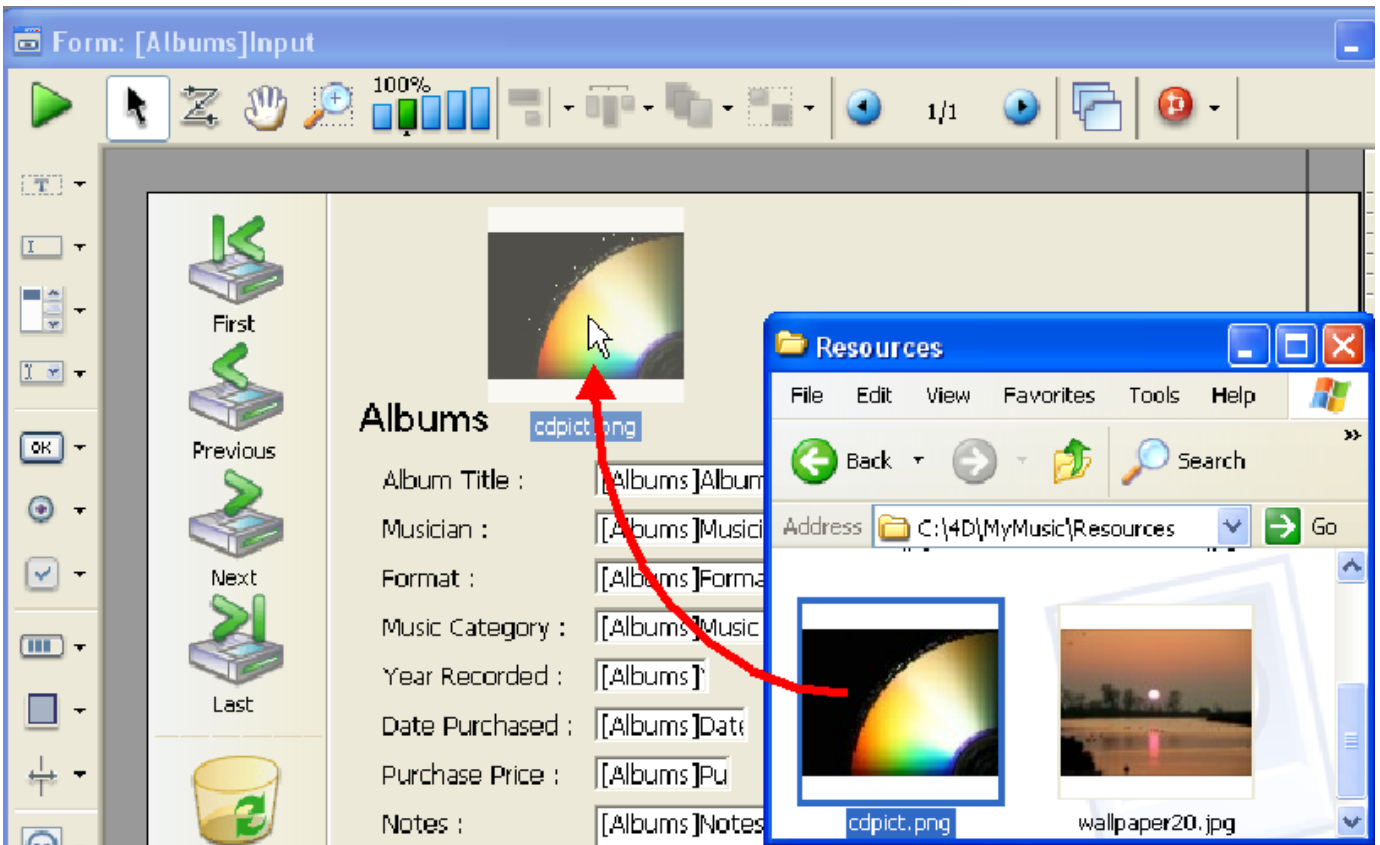 Form: [Albums]Input
100%
1/1
T
I
I
OK
First
Previous
Next
Last
Albums
cdpict.png
Album Title :
[Albums]Album
Musician :
[Albums]Musici
Format :
[Albums]Forma
Music Category :
[Albums]Music
Year Recorded :
[Albums]
Date Purchased :
[Albums]Date
Purchase Price :
[Albums]Pu
Notes :
[Albums]Notes
Resources
File Edit View Favorites Tools Help
Back Search
Address C:\4D\MyMusic\Resources Go
cdpict.png
wallpaper20.jpg